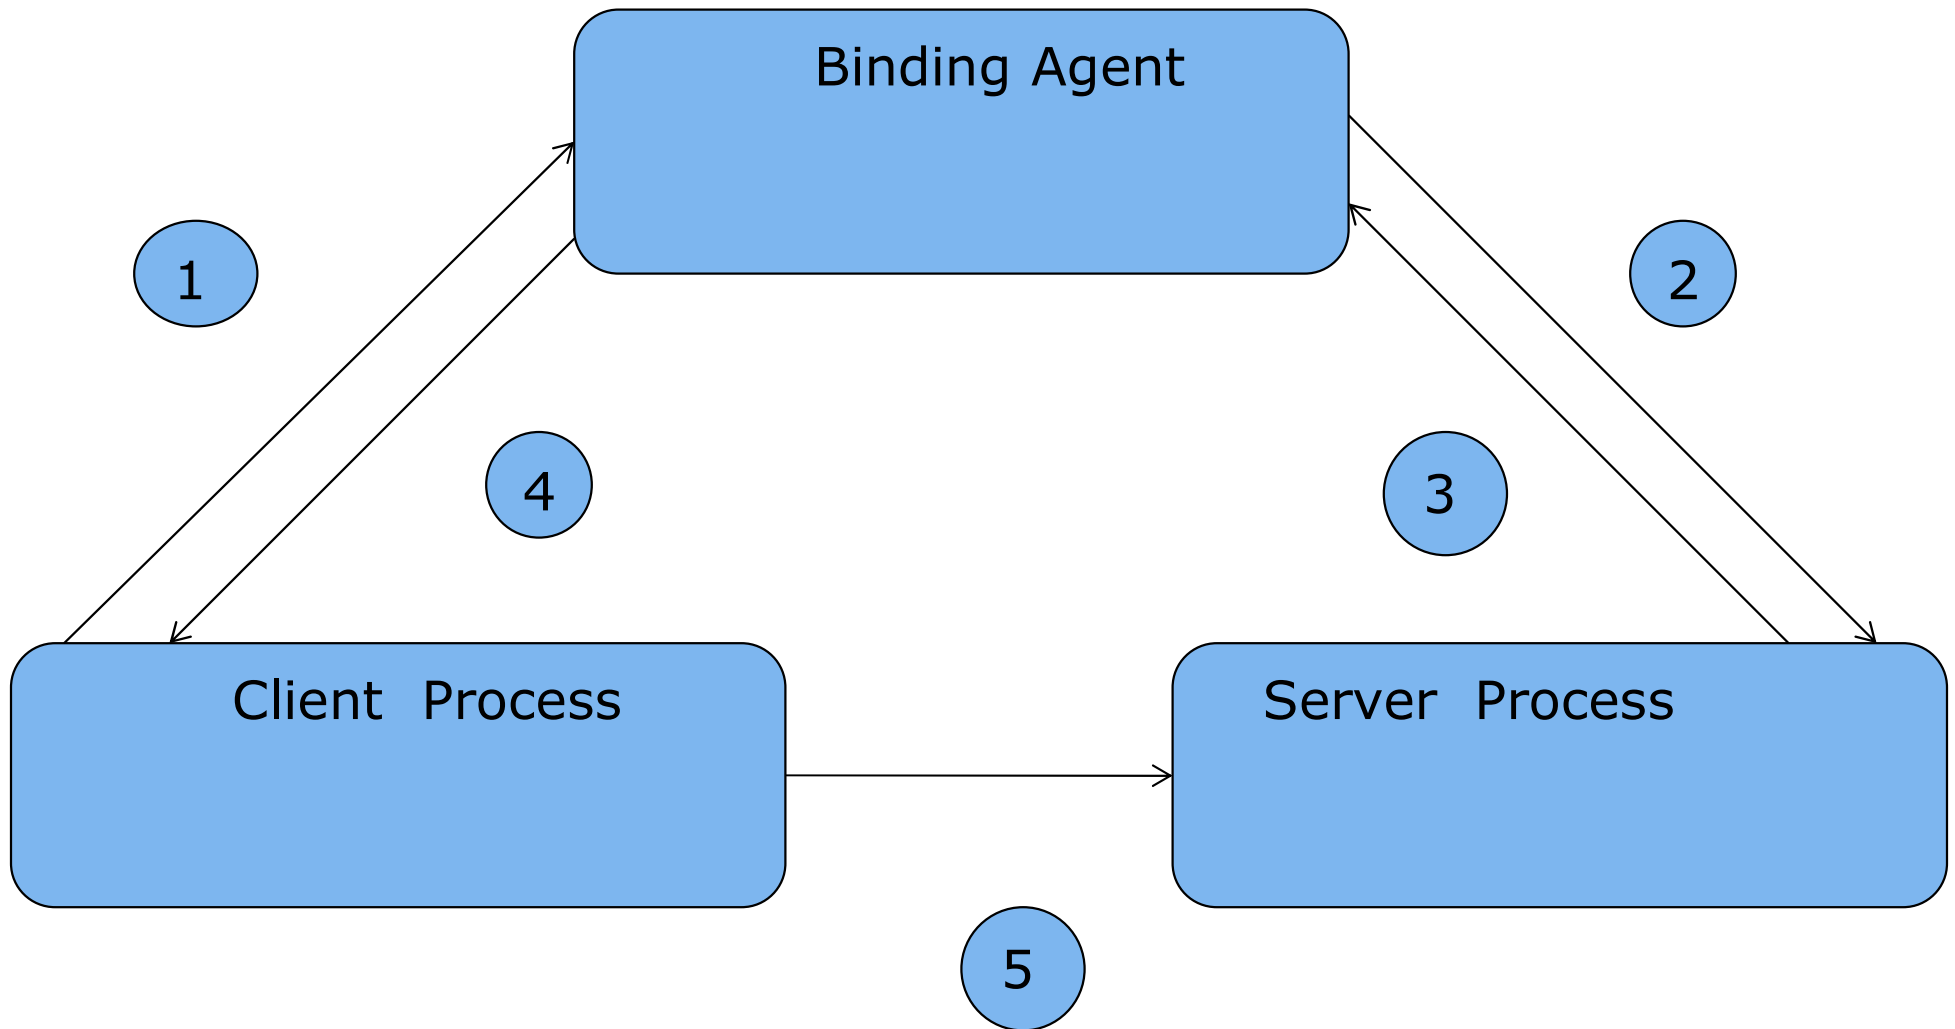 Binding Agent
1
2
4
3
Client Process
Server Process
5